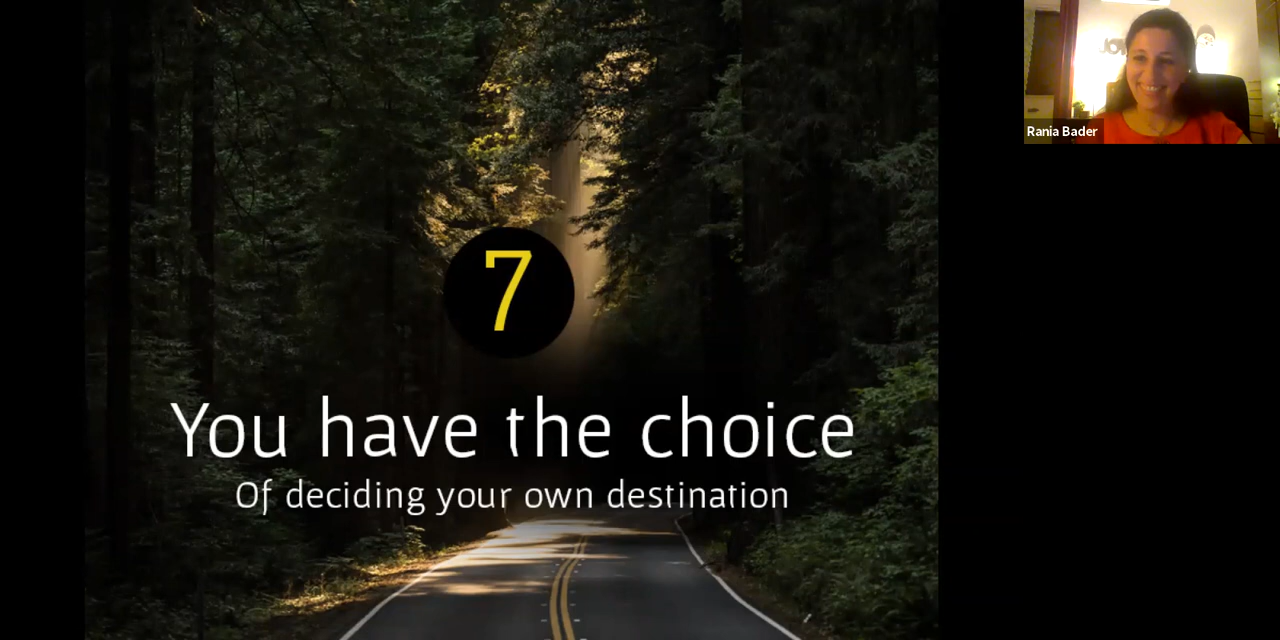 7
You have the choice
Of deciding your own destination
Rania Bader